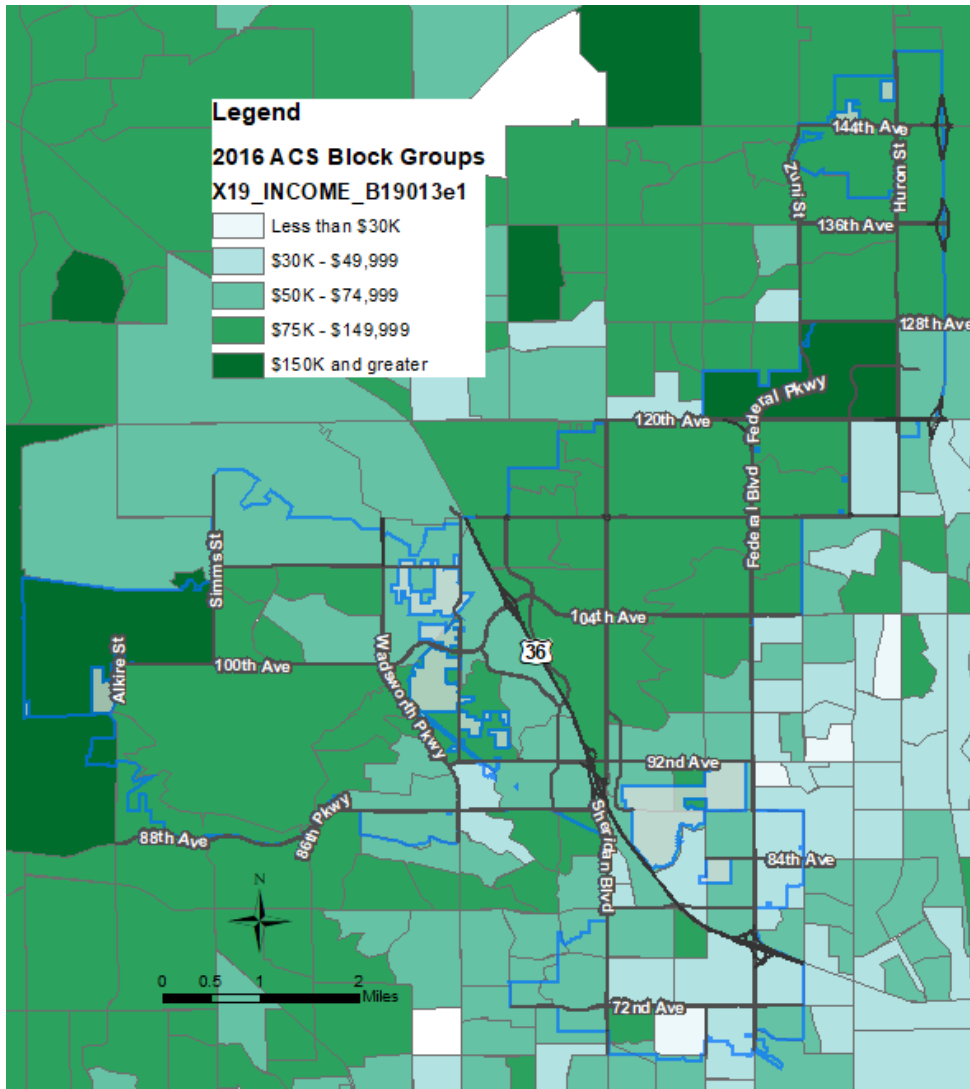 Legend
2016 ACS Block Groups
X19_INCOME_B19013e1
Less than $30K
$30K - $49,999
$50K - $74,999
$75K - $149,999
$150K and greater
144th Ave
Zuni St
Huron St
136th Ave
128th Ave
Federal Pkwy
120th Ave
Federal Blvd
Simms St
104th Ave
36
100th Ave
Alkire St
Wadsworth Pkwy
92nd Ave
Sheridan Blvd
86th Pkwy
88th Ave
84th Ave
N
0 0.5 1 2
Miles
72nd Ave